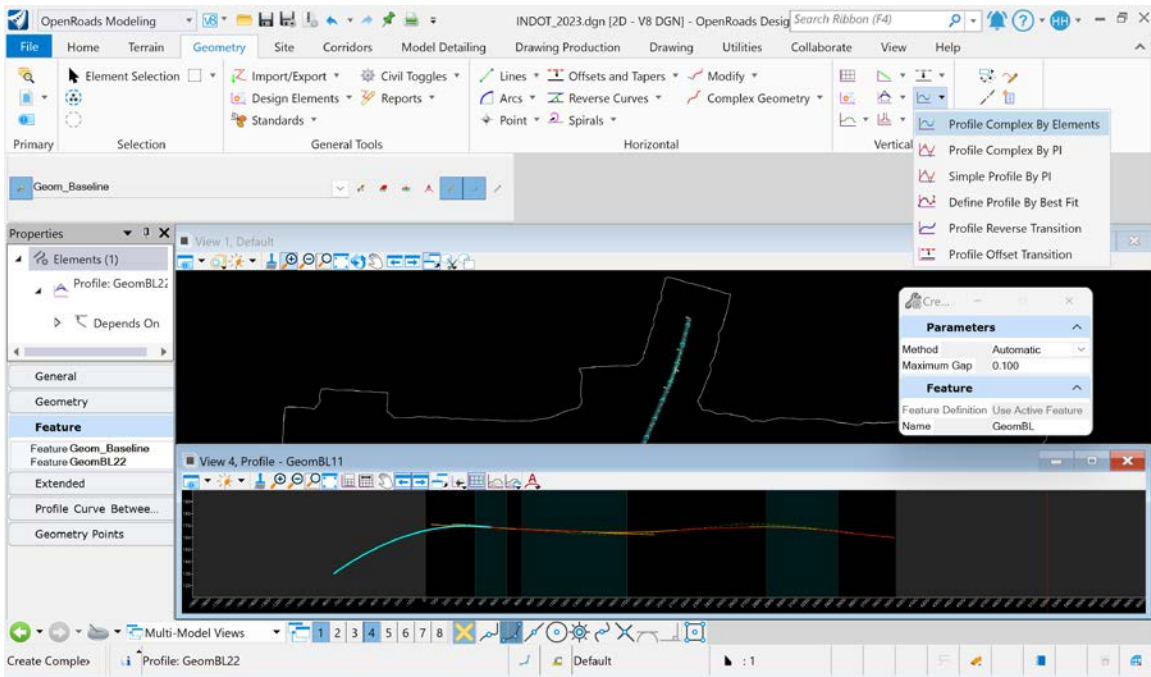 OpenRoads Modeling
INDOT_2023.dgn [2D - V8 DGN] - OpenRoads Desig
Search Ribbon (F4)
HH
File Home Terrain Geometry Site Corridors Model Detailing Drawing Production Drawing Utilities Collaborate View Help
Element Selection
Import/Export
Civil Toggles
Lines
Offsets and Tapers
Modify
Design Elements
Reports
Arcs
Reverse Curves
Complex Geometry
Standards
Point
Spirals
Primary
Selection
General Tools
Horizontal
Vertical
Profile Complex By Elements
Profile Complex By PI
Simple Profile By PI
Define Profile By Best Fit
Profile Reverse Transition
Profile Offset Transition
Geom_Baseline
Properties
Elements (1)
Profile: GeomBL22
Depends On
General
Geometry
Feature
Feature Geom_Baseline
Feature GeomBL22
Extended
Profile Curve Betwee...
Geometry Points
View 1, Default
Cre...
Parameters
Method Automatic
Maximum Gap 0.100
Feature
Feature Definition Use Active Feature
Name GeomBL
View 4, Profile - GeomBL11
Multi-Model Views
1 2 3 4 5 6 7 8
Create Complex
Profile: GeomBL22
Default
: 1